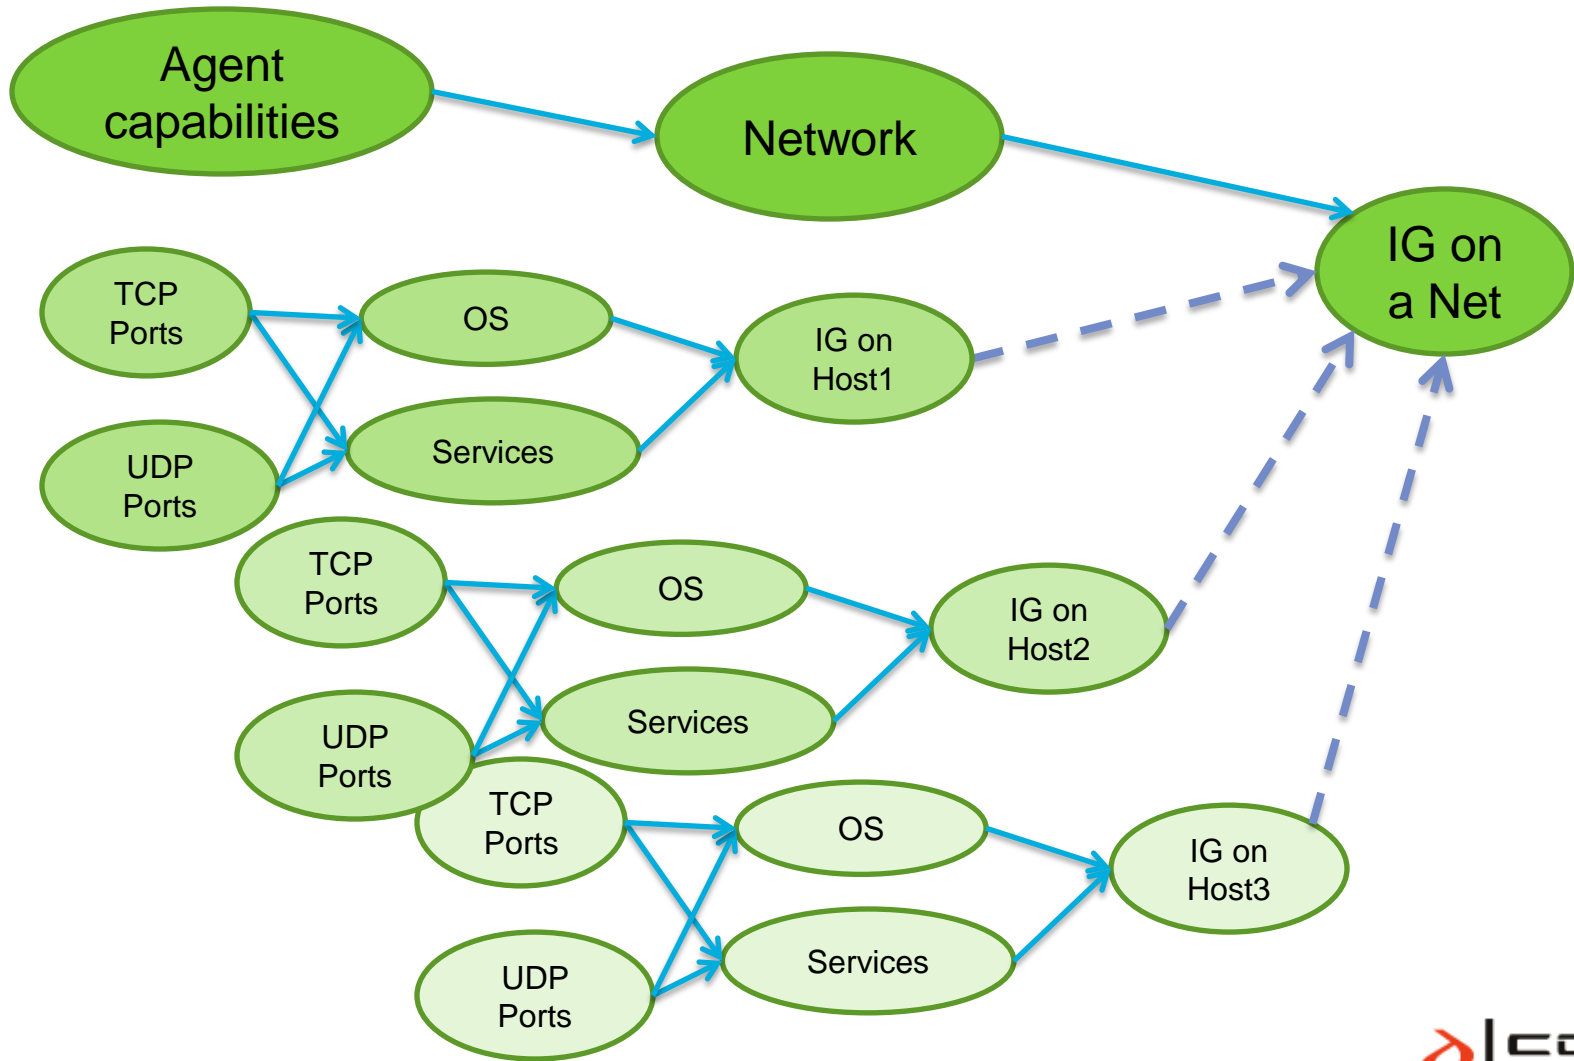 Agent
capabilities
Network
IG on
a Net
TCP
Ports
OS
IG on
Host1
Services
UDP
Ports
TCP
Ports
OS
IG on
Host2
Services
UDP
Ports
TCP
Ports
OS
IG on
Host3
Services
UDP
Ports